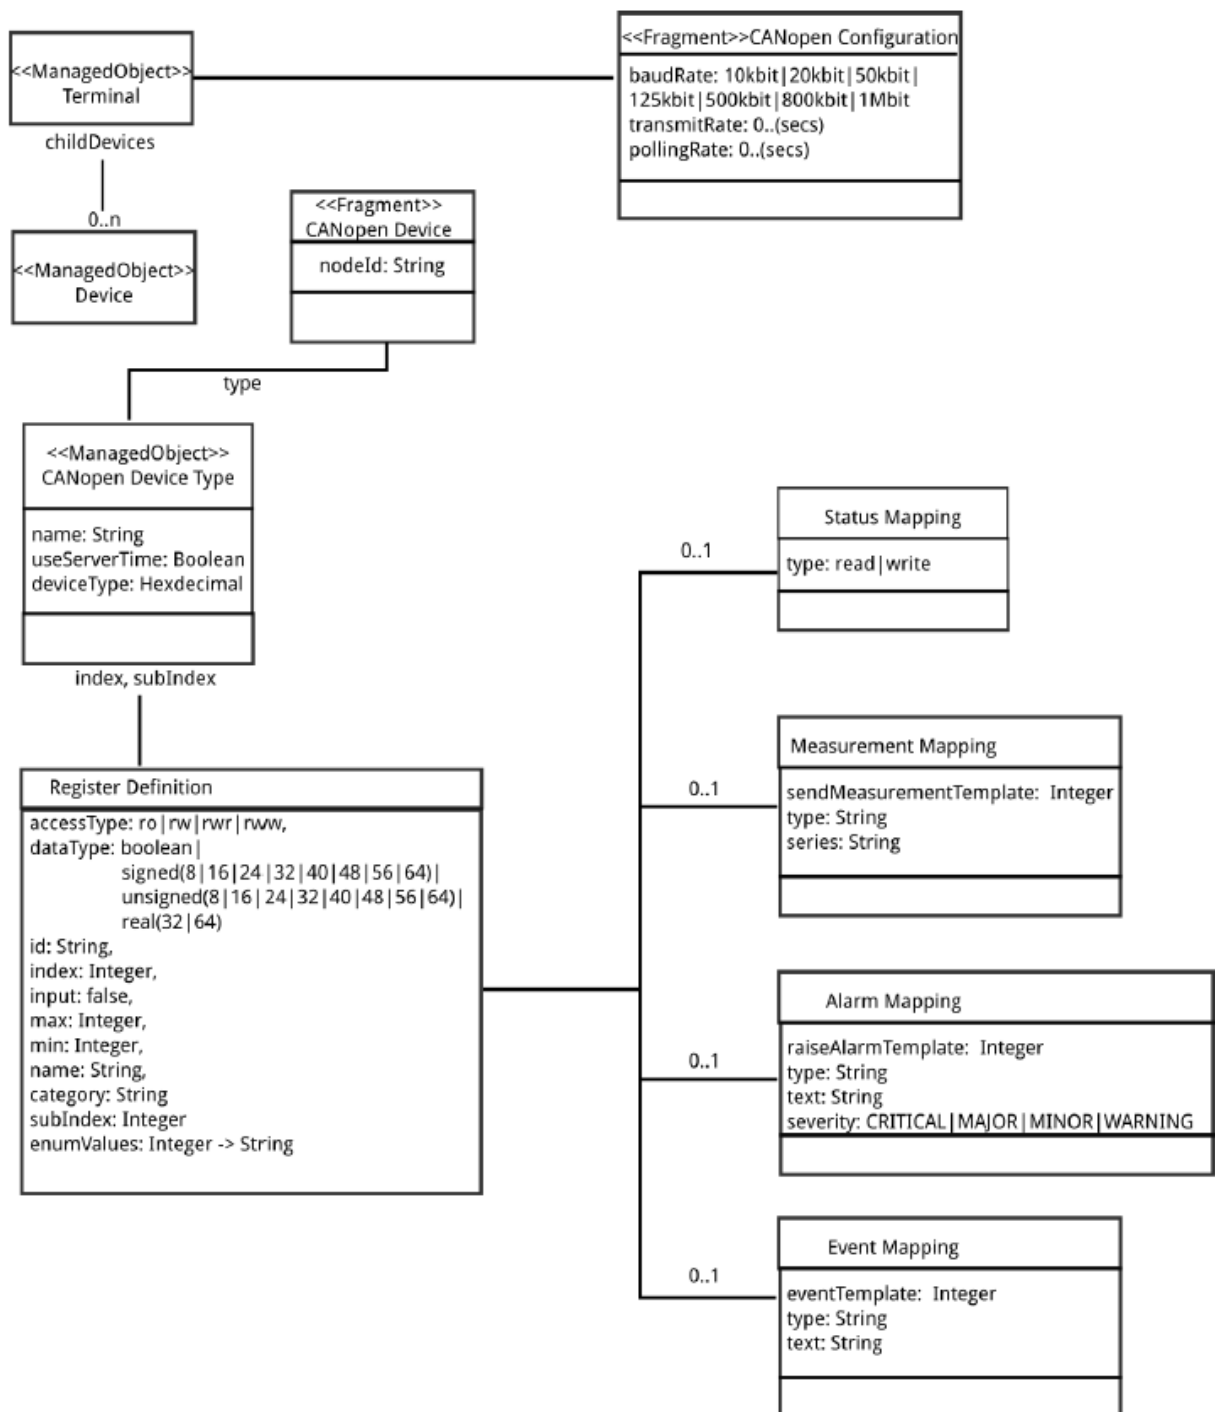 <<ManagedObject>>
Terminal
childDevices
0..n
<<ManagedObject>>
Device
<<Fragment>>CANopen Configuration
baudRate: 10kbit|20kbit|50kbit|
125kbit|500kbit|800kbit|1Mbit
transmitRate: 0..(secs)
pollingRate: 0..(secs)
<<Fragment>>
CANopen Device
nodeId: String
type
<<ManagedObject>>
CANopen Device Type
name: String
useServerTime: Boolean
deviceType: Hexdecimal
index, subIndex
Register Definition
accessType: ro|rw|rwr|rww,
dataType: boolean|
signed(8|16|24|32|40|48|56|64)|
unsigned(8|16|24|32|40|48|56|64)|
real(32|64)
id: String,
index: Integer,
input: false,
max: Integer,
min: Integer,
name: String,
category: String
subIndex: Integer
enumValues: Integer -> String
0..1
Status Mapping
type: read|write
0..1
Measurement Mapping
sendMeasurementTemplate: Integer
type: String
series: String
0..1
Alarm Mapping
raiseAlarmTemplate: Integer
type: String
text: String
severity: CRITICAL|MAJOR|MINOR|WARNING
0..1
Event Mapping
eventTemplate: Integer
type: String
text: String